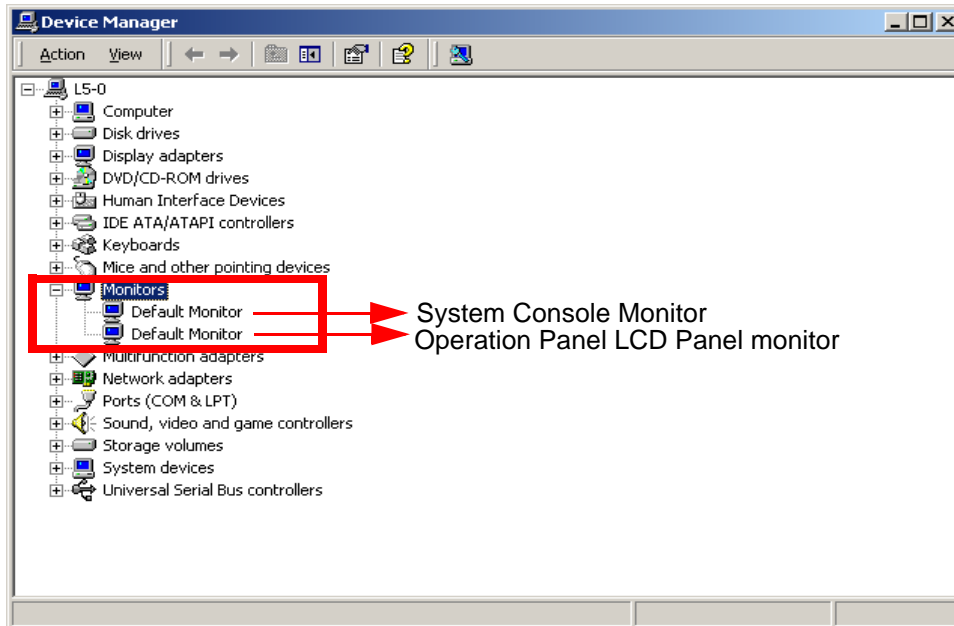 Device Manager
Action View
L5-0
Computer
Disk drives
Display adapters
DVD/CD-ROM drives
Human Interface Devices
IDE ATA/ATAPI controllers
Keyboards
Mice and other pointing devices
Monitors
Default Monitor
System Console Monitor
Default Monitor
Operation Panel LCD Panel monitor
Multifunction adapters
Network adapters
Ports (COM & LPT)
Sound, video and game controllers
Storage volumes
System devices
Universal Serial Bus controllers